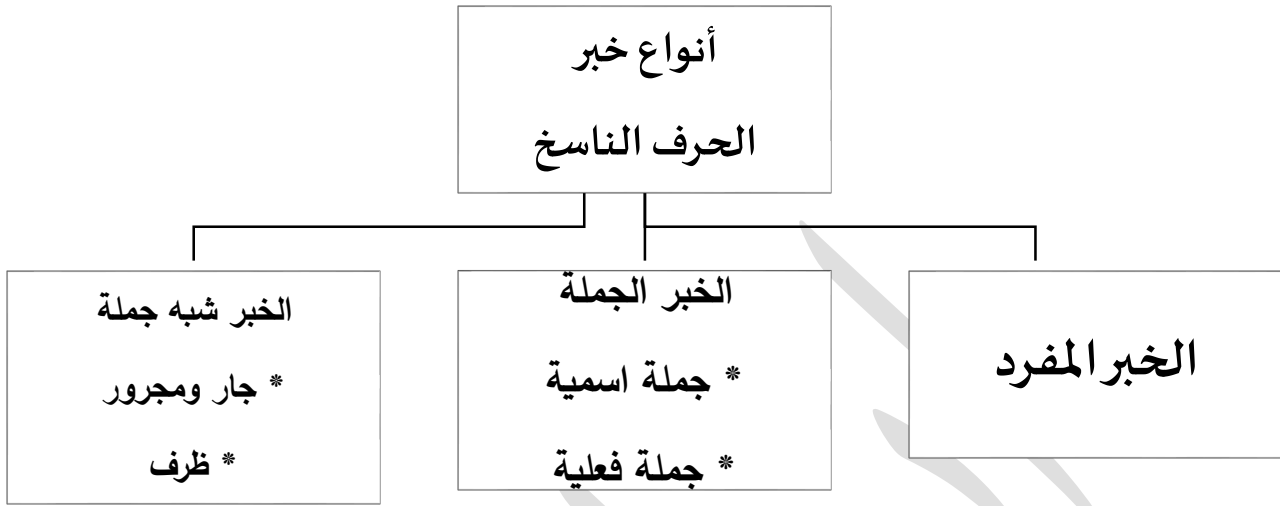 أنواع خبر
الحرف الناسخ
الخبر المفرد
الخبر الجملة
* جملة اسمية
* جملة فعلية
الخبر شبه جملة
* جار ومجرور
* ظرف